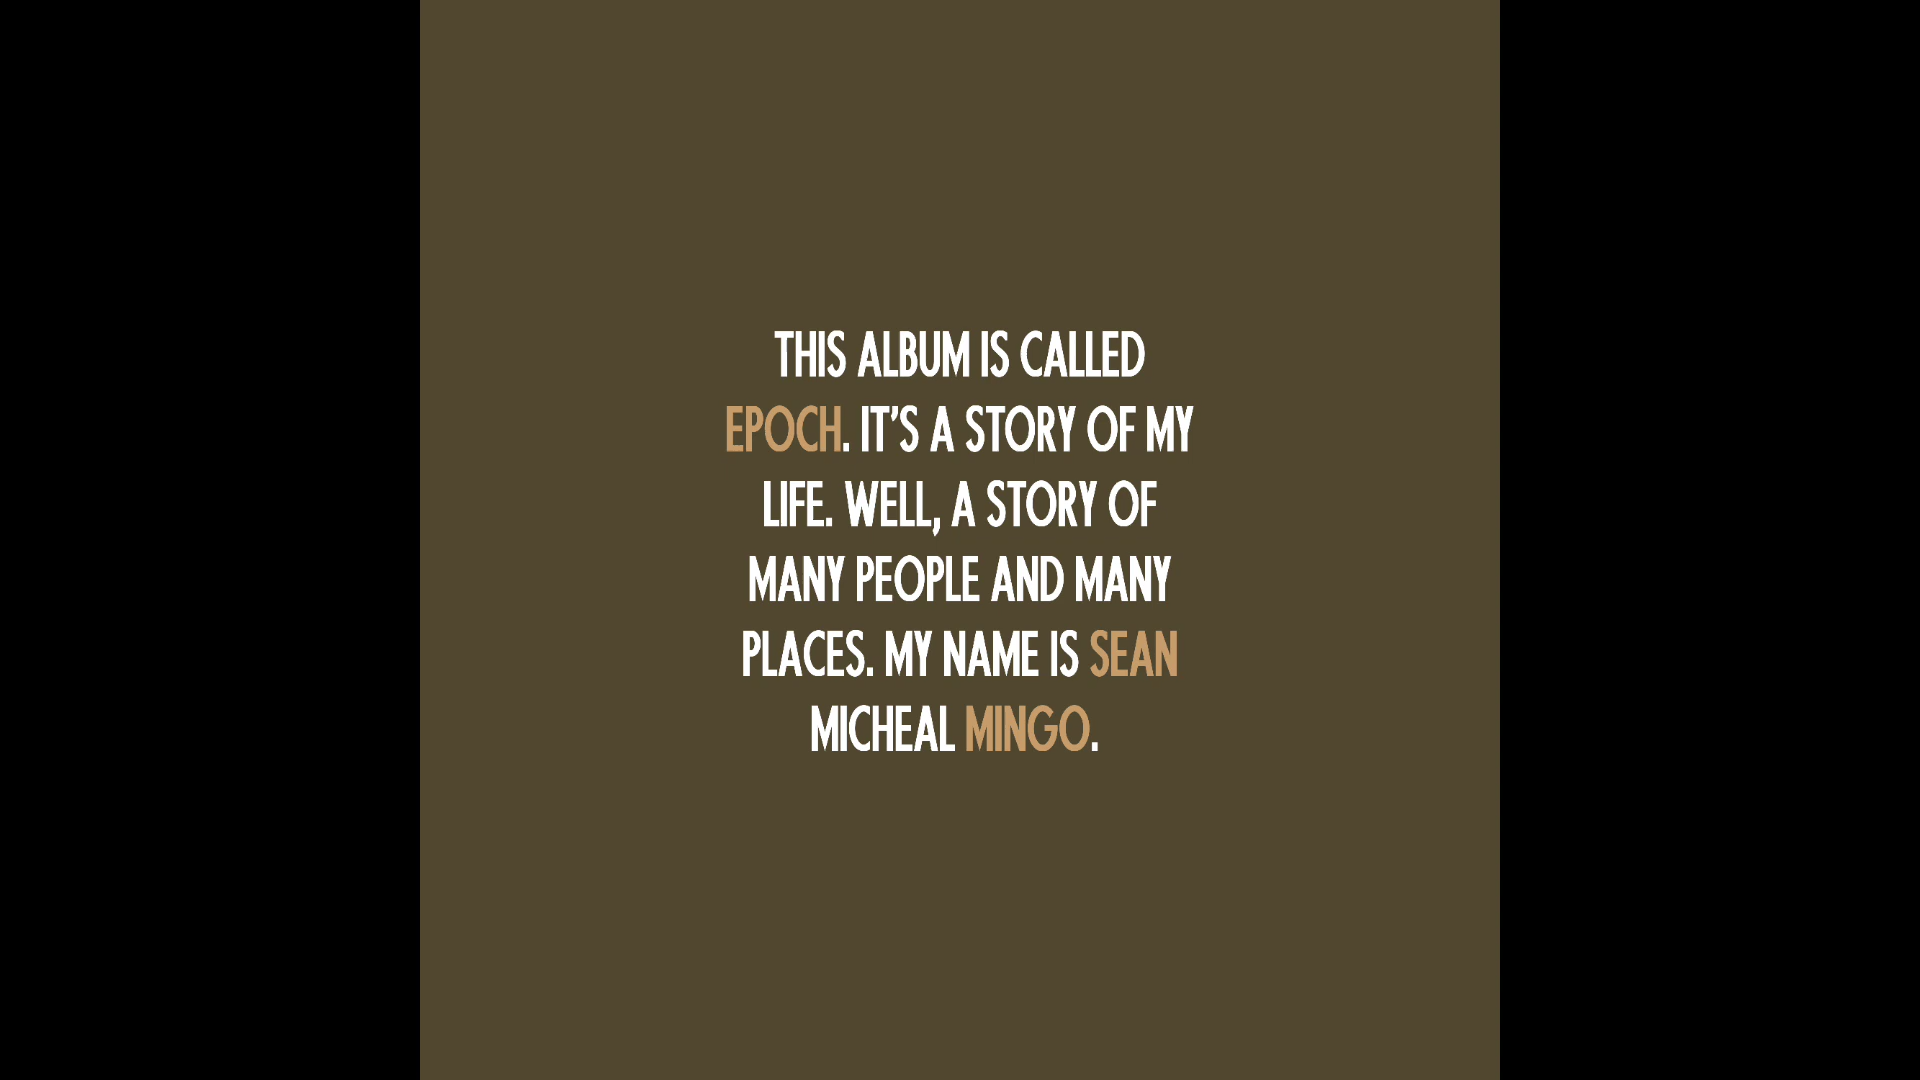 THIS ALBUM IS CALLED
EPOCH. IT'S A STORY OF MY
LIFE. WELL, A STORY OF
MANY PEOPLE AND MANY
PLACES. MY NAME IS SEAN
MICHEAL MINGO.